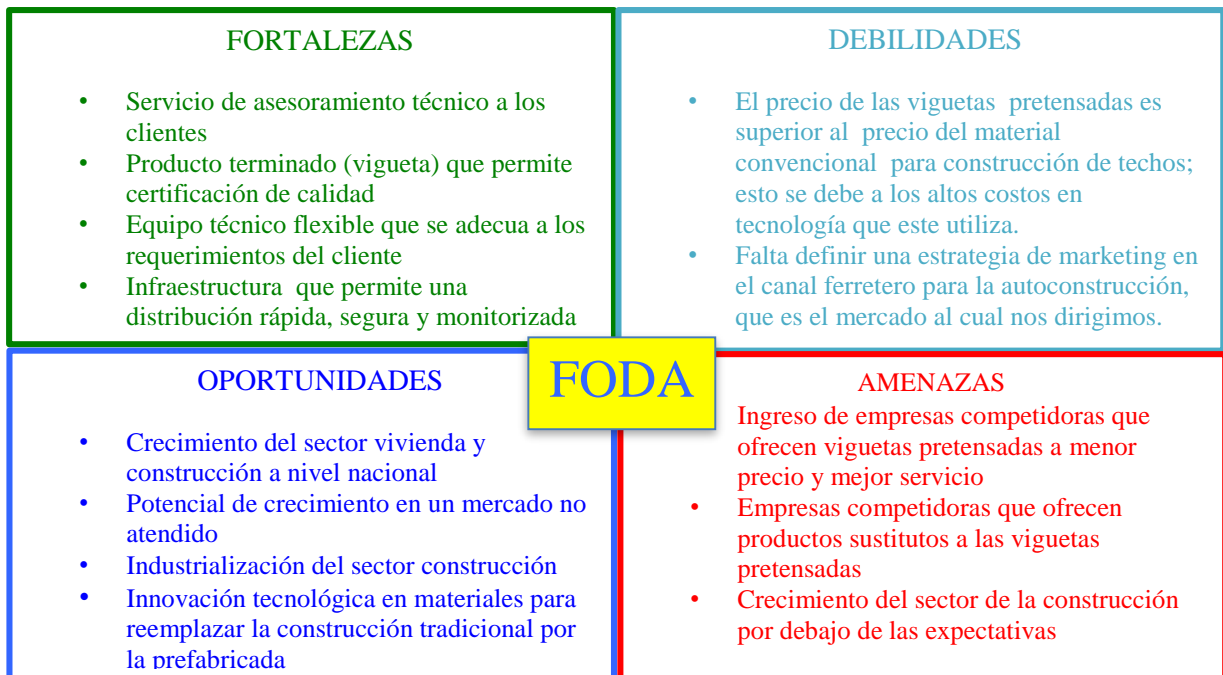 FORTALEZAS
• Servicio de asesoramiento técnico a los
clientes
• Producto terminado (vigueta) que permite
certificación de calidad
• Equipo técnico flexible que se adecua a los
requerimientos del cliente
• Infraestructura que permite una
distribución rápida, segura y monitorizada
DEBILIDADES
• El precio de las viguetas pretensadas es
superior al precio del material
convencional para construcción de techos;
esto se debe a los altos costos en
tecnología que este utiliza.
• Falta definir una estrategia de marketing en
el canal ferretero para la autoconstrucción,
que es el mercado al cual nos dirigimos.
FODA
OPORTUNIDADES
• Crecimiento del sector vivienda y
construcción a nivel nacional
• Potencial de crecimiento en un mercado no
atendido
• Industrialización del sector construcción
• Innovación tecnológica en materiales para
reemplazar la construcción tradicional por
la prefabricada
AMENAZAS
Ingreso de empresas competidoras que
ofrecen viguetas pretensadas a menor
precio y mejor servicio
• Empresas competidoras que ofrecen
productos sustitutos a las viguetas
pretensadas
• Crecimiento del sector de la construcción
por debajo de las expectativas